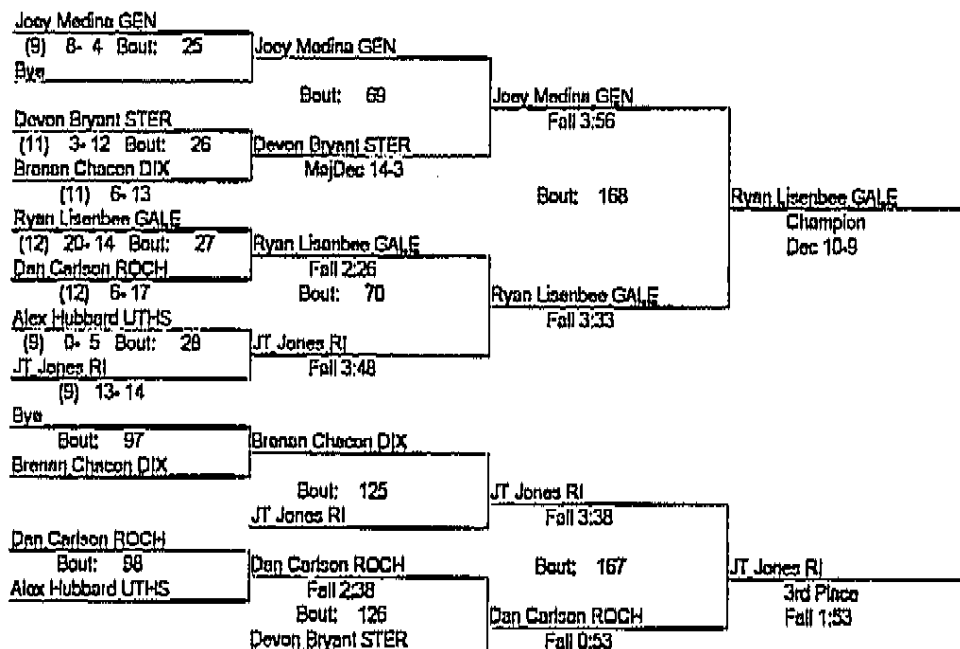 Joey Medina GEN
(9) 8- 4 Bout: 25
Bye
Joey Medina GEN
Bout: 69
Devon Bryant STER
(11) 3- 12 Bout: 26
Brenan Chacon DIX
(11) 6- 13
Devon Bryant STER
MajDec 14-3
Joey Medina GEN
Fall 3:56
Bout: 168
Ryan Lisenbee GALE
(12) 20- 14 Bout: 27
Dan Carlson ROCH
(12) 6- 17
Ryan Lisenbee GALE
Fall 2:26
Bout: 70
Alex Hubbard UTHS
(9) 0- 5 Bout: 28
JT Jones RI
(9) 13- 14
JT Jones RI
Fall 3:48
Ryan Lisenbee GALE
Fall 3:33
Ryan Lisenbee GALE
Champion
Dec 10-9
Bye
Bout: 97
Brenan Chacon DIX
Brenan Chacon DIX
Bout: 125
JT Jones RI
JT Jones RI
Fall 3:38
Bout: 167
Dan Carlson ROCH
Bout: 98
Alex Hubbard UTHS
Dan Carlson ROCH
Fall 2:38
Bout: 126
Devon Bryant STER
Dan Carlson ROCH
Fall 0:53
JT Jones RI
3rd Place
Fall 1:53